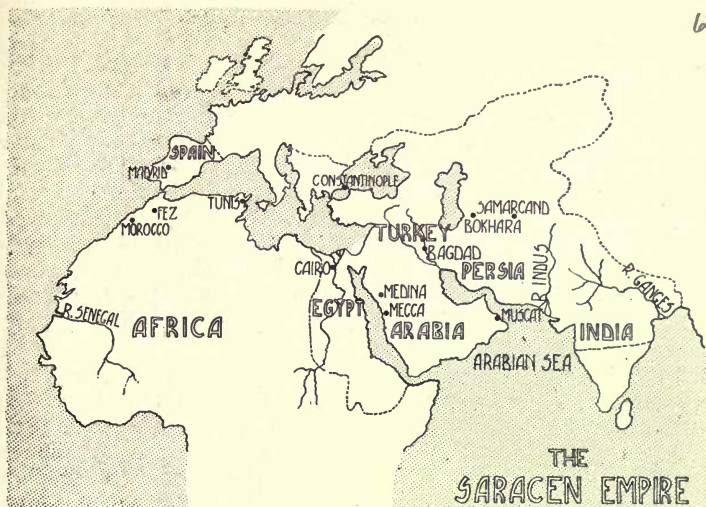 6
SPAIN
MADRID
CONSTANTINOPLE
TUNIS
FEZ
MOROCCO
SAMARCAND
BOKHARA
TURKEY
BAGDAD
PERSIA
CAIRO
R. INDUS
R. GANGES
MEDINA
MECCA
EGYPT
ARABIA
MUSCAT
INDIA
R. SENEGAL
AFRICA
ARABIAN SEA
THE
SARACEN EMPIRE